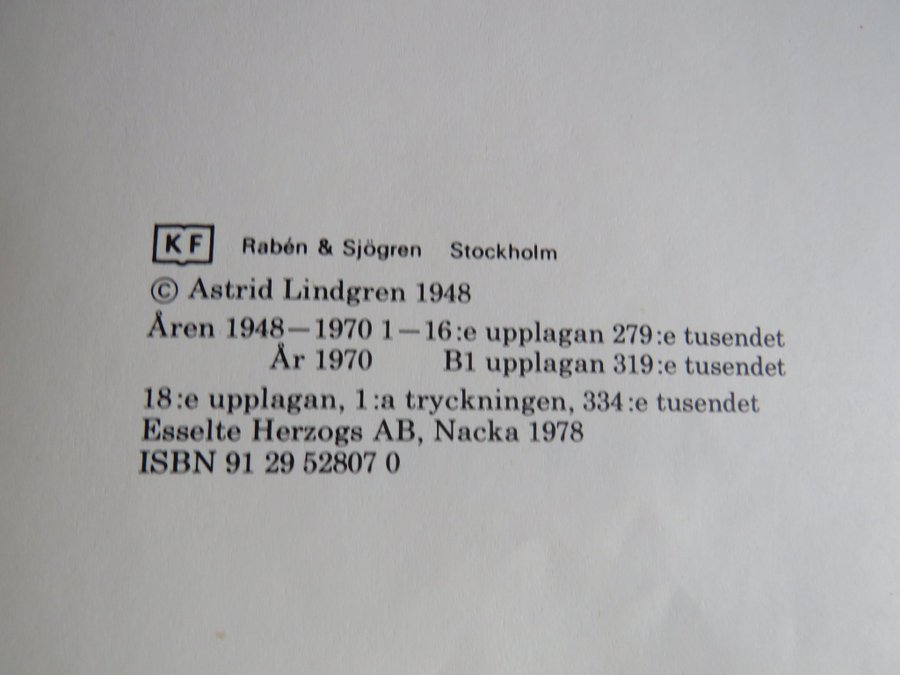 KF Rabén & Sjögren Stockholm
© Astrid Lindgren 1948
Åren 1948—1970 1—16:e upplagan 279:e tusendet
År 1970 B1 upplagan 319:e tusendet
18:e upplagan, 1:a tryckningen, 334:e tusendet
Esselte Herzogs AB, Nacka 1978
ISBN 91 29 52807 0